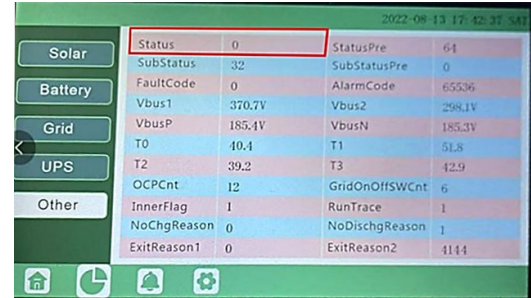 2022-08-13 17:42:37 SAT
Solar
Battery
Grid
UPS
Other
Status 0 StatusPre 64
SubStatus 32 SubStatusPre 0
FaultCode 0 AlarmCode 65536
Vbus1 370.7V Vbus2 298.1V
VbusP 185.4V VbusN 185.3V
T0 40.4 T1 51.8
T2 39.2 T3 42.9
OCPCnt 12 GridOnOffSWCnt 6
InnerFlag 1 RunTrace 1
NoChgReason 0 NoDischgReason 1
ExitReason1 0 ExitReason2 4144